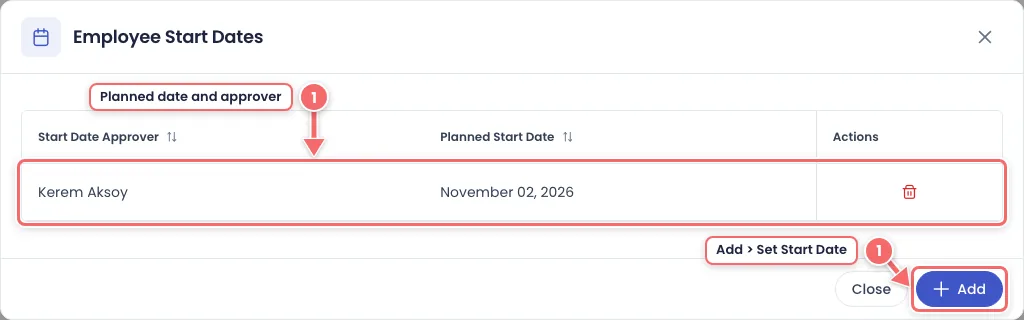 Employee Start Dates
Planned date and approver 1
Start Date Approver Planned Start Date Actions
Kerem Aksoy November 02, 2026
Add > Set Start Date 1
Close Add